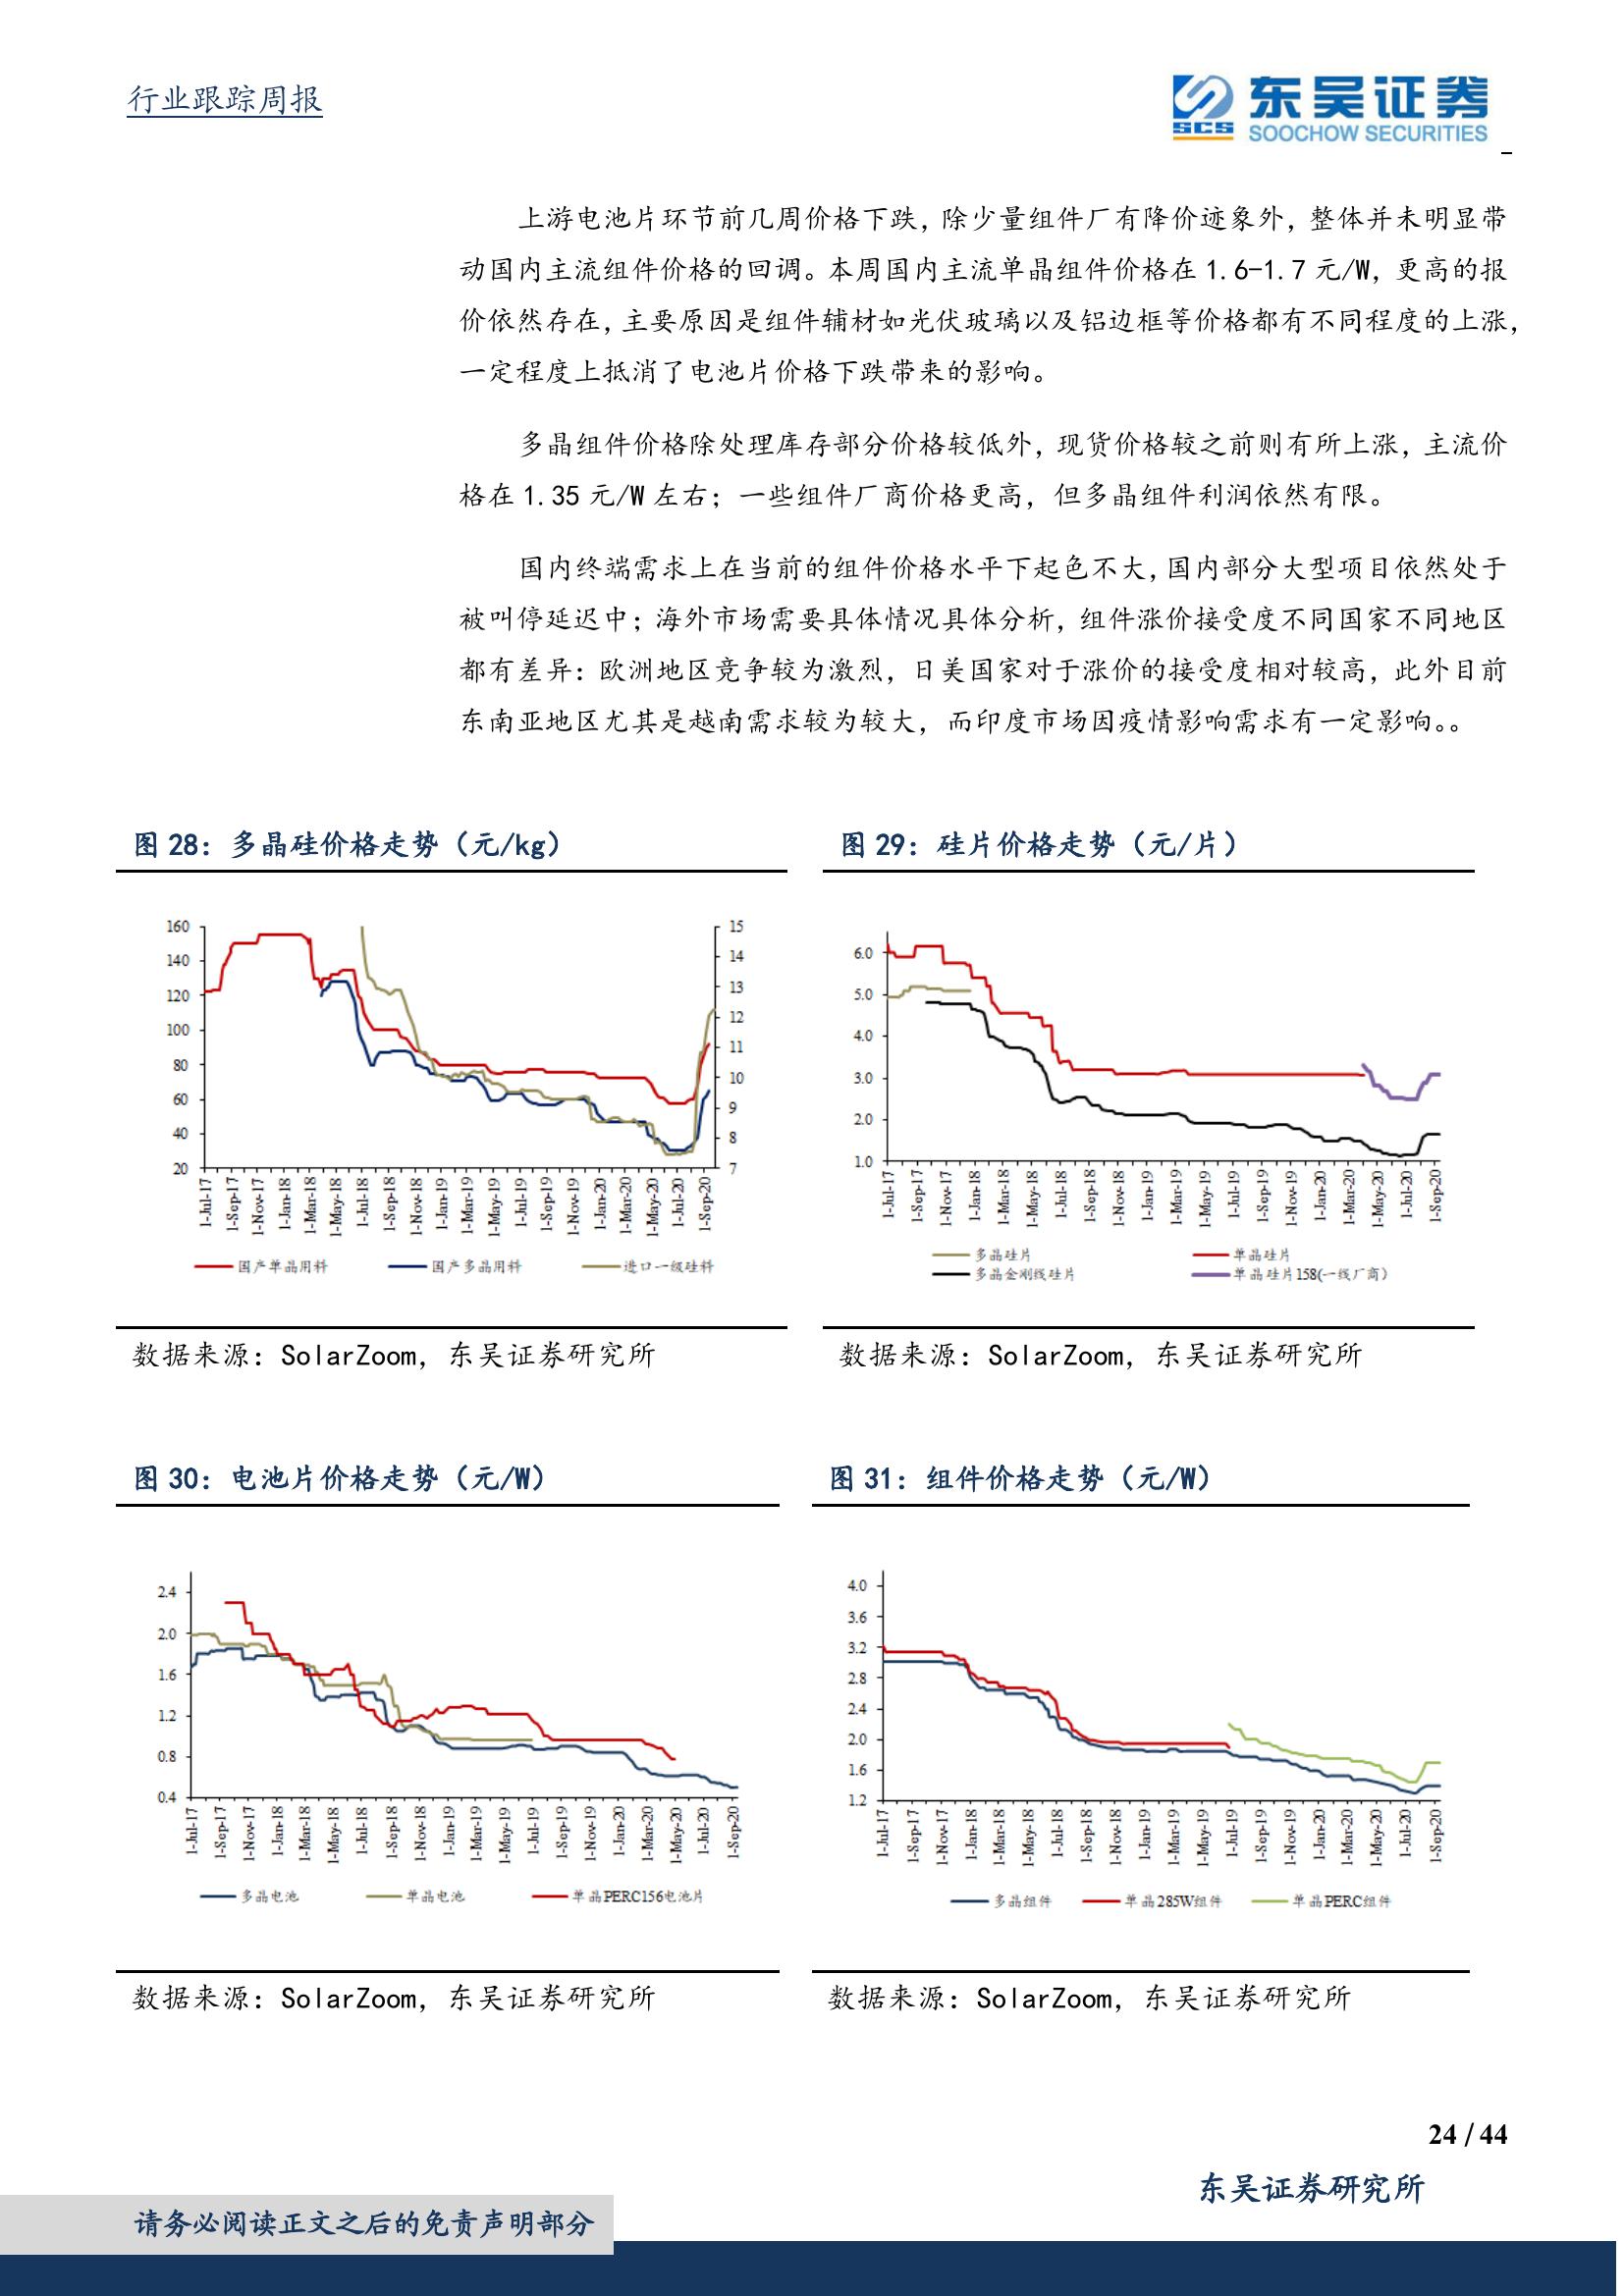 行业跟踪周报
SCS
东吴证券
SOOCHOW SECURITIES
上游电池片环节前几周价格下跌，除少量组件厂有降价迹象外，整体并未明显带
动国内主流组件价格的回调。本周国内主流单晶组件价格在 1.6-1.7 元/W，更高的报
价依然存在，主要原因是组件辅材如光伏玻璃以及铝边框等价格都有不同程度的上涨，
一定程度上抵消了电池片价格下跌带来的影响。
多晶组件价格除处理库存部分价格较低外，现货价格较之前则有所上涨，主流价
格在 1.35 元/W 左右；一些组件厂商价格更高，但多晶组件利润依然有限。
国内终端需求上在当前的组件价格水平下起色不大，国内部分大型项目依然处于
被叫停延迟中；海外市场需要具体情况具体分析，组件涨价接受度不同国家不同地区
都有差异：欧洲地区竞争较为激烈，日美国家对于涨价的接受度相对较高，此外目前
东南亚地区尤其是越南需求较为较大，而印度市场因疫情影响需求有一定影响。。
图 28：多晶硅价格走势（元/kg）
160
140
120
100
80
60
40
20
15
14
13
12
11
10
9
8
7
1-Jul-17
1-Sep-17
1-Nov-17
1-Jan-18
1-Mar-18
1-May-18
1-Jul-18
1-Sep-18
1-Nov-18
1-Jan-19
1-Mar-19
1-May-19
1-Jul-19
1-Sep-19
1-Nov-19
1-Jan-20
1-Mar-20
1-May-20
1-Jul-20
1-Sep-20
国产单晶用料
国产多晶用料
进口一级硅料
数据来源：SolarZoom，东吴证券研究所
图 29：硅片价格走势（元/片）
6.0
5.0
4.0
3.0
2.0
1.0
1-Jul-17
1-Sep-17
1-Nov-17
1-Jan-18
1-Mar-18
1-May-18
1-Jul-18
1-Sep-18
1-Nov-18
1-Jan-19
1-Mar-19
1-May-19
1-Jul-19
1-Sep-19
1-Nov-19
1-Jan-20
1-Mar-20
1-May-20
1-Jul-20
1-Sep-20
多晶硅片
单晶硅片
多晶金刚线硅片
单晶硅片158(一线厂商）
数据来源：SolarZoom，东吴证券研究所
图 30：电池片价格走势（元/W）
2.4
2.0
1.6
1.2
0.8
0.4
1-Jul-17
1-Sep-17
1-Nov-17
1-Jan-18
1-Mar-18
1-May-18
1-Jul-18
1-Sep-18
1-Nov-18
1-Jan-19
1-Mar-19
1-May-19
1-Jul-19
1-Sep-19
1-Nov-19
1-Jan-20
1-Mar-20
1-May-20
1-Jul-20
1-Sep-20
多晶电池
单晶电池
单晶PERC156电池片
数据来源：SolarZoom，东吴证券研究所
图 31：组件价格走势（元/W）
4.0
3.6
3.2
2.8
2.4
2.0
1.6
1.2
1-Jul-17
1-Sep-17
1-Nov-17
1-Jan-18
1-Mar-18
1-May-18
1-Jul-18
1-Sep-18
1-Nov-18
1-Jan-19
1-Mar-19
1-May-19
1-Jul-19
1-Sep-19
1-Nov-19
1-Jan-20
1-Mar-20
1-May-20
1-Jul-20
1-Sep-20
多晶组件
单晶285W组件
单晶PERC组件
数据来源：SolarZoom，东吴证券研究所
24 / 44
东吴证券研究所
请务必阅读正文之后的免责声明部分